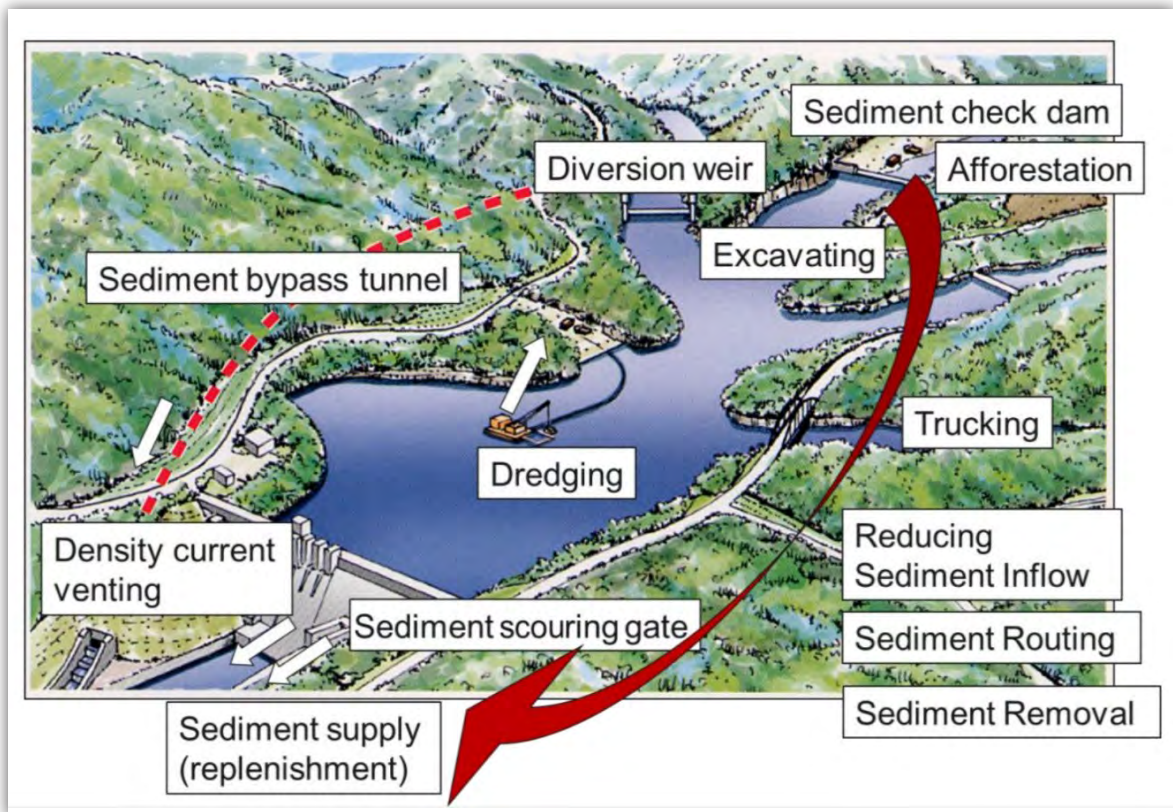 Sediment check dam
Diversion weir
Afforestation
Excavating
Sediment bypass tunnel
Trucking
Dredging
Density current
venting
Reducing
Sediment Inflow
Sediment scouring gate
Sediment Routing
Sediment Removal
Sediment supply
(replenishment)